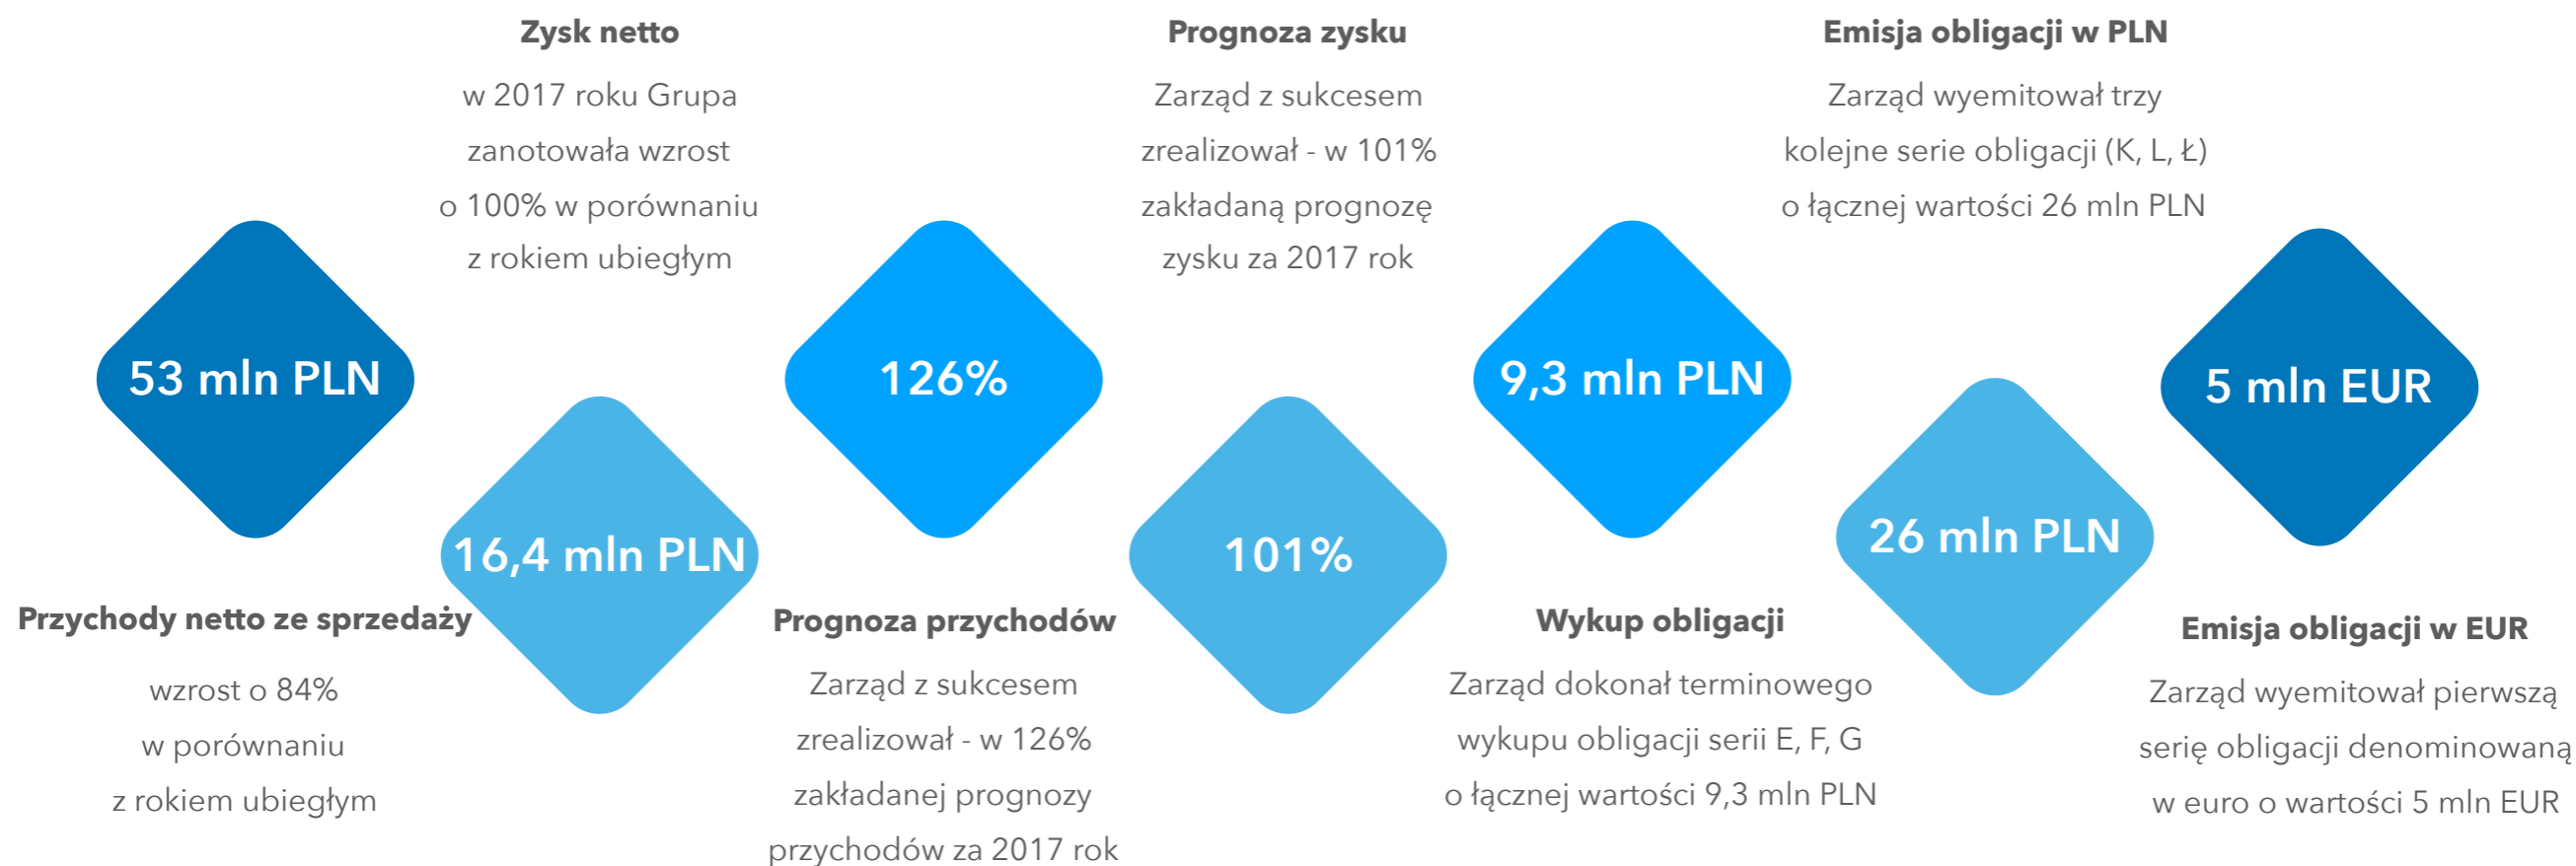 53 mln PLN
Przychody netto ze sprzedaży
wzrost o 84%
w porównaniu
z rokiem ubiegłym
Zysk netto
w 2017 roku Grupa
zanotowała wzrost
o 100% w porównaniu
z rokiem ubiegłym
16,4 mln PLN
126%
Prognoza przychodów
Zarząd z sukcesem
zrealizował - w 126%
zakładanej prognozy
przychodów za 2017 rok
Prognoza zysku
Zarząd z sukcesem
zrealizował - w 101%
zakładaną prognozę
zysku za 2017 rok
101%
9,3 mln PLN
Wykup obligacji
Zarząd dokonał terminowego
wykupu obligacji serii E, F, G
o łącznej wartości 9,3 mln PLN
Emisja obligacji w PLN
Zarząd wyemitował trzy
kolejne serie obligacji (K, L, Ł)
o łącznej wartości 26 mln PLN
26 mln PLN
5 mln EUR
Emisja obligacji w EUR
Zarząd wyemitował pierwszą
serię obligacji denominowaną
w euro o wartości 5 mln EUR